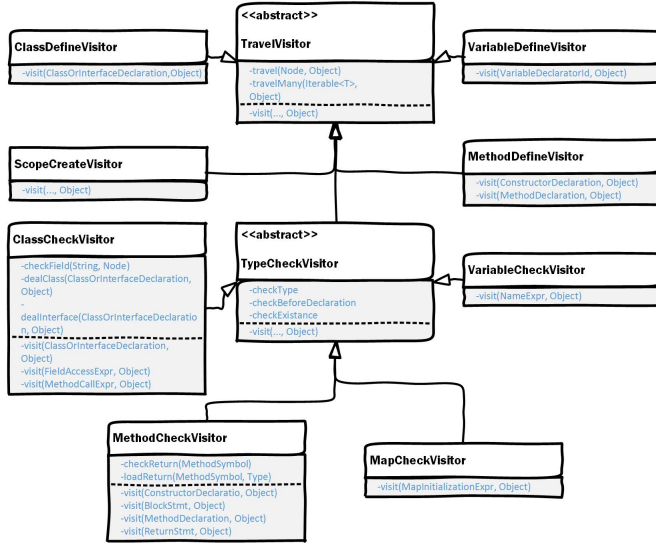 <<abstract>>
TravelVisitor
-travel(Node, Object)
-travelMany(Iterable<T>,
Object)
-visit(..., Object)
ClassDefineVisitor
-visit(ClassOrInterfaceDeclaration,Object)
VariableDefineVisitor
-visit(VariableDeclaratorId, Object)
ScopeCreateVisitor
-visit(..., Object)
MethodDefineVisitor
-visit(ConstructorDeclaration, Object)
-visit(MethodDeclaration, Object)
ClassCheckVisitor
-checkField(String, Node)
-dealClass(ClassOrInterfaceDeclaration,
Object)
-
dealInterface(ClassOrInterfaceDeclaratio
n, Object)
-visit(ClassOrInterfaceDeclaration,
Object)
-visit(FieldAccessExpr, Object)
-visit(MethodCallExpr, Object)
<<abstract>>
TypeCheckVisitor
-checkType
-checkBeforeDeclaration
-checkExistance
-visit(..., Object)
VariableCheckVisitor
-visit(NameExpr, Object)
MethodCheckVisitor
-checkReturn(MethodSymbol)
-loadReturn(MethodSymbol, Type)
-visit(ConstructorDeclaratio, Object)
-visit(BlockStmt, Object)
-visit(MethodDeclaration, Object)
-visit(ReturnStmt, Object)
MapCheckVisitor
-visit(MapInitializationExpr, Object)